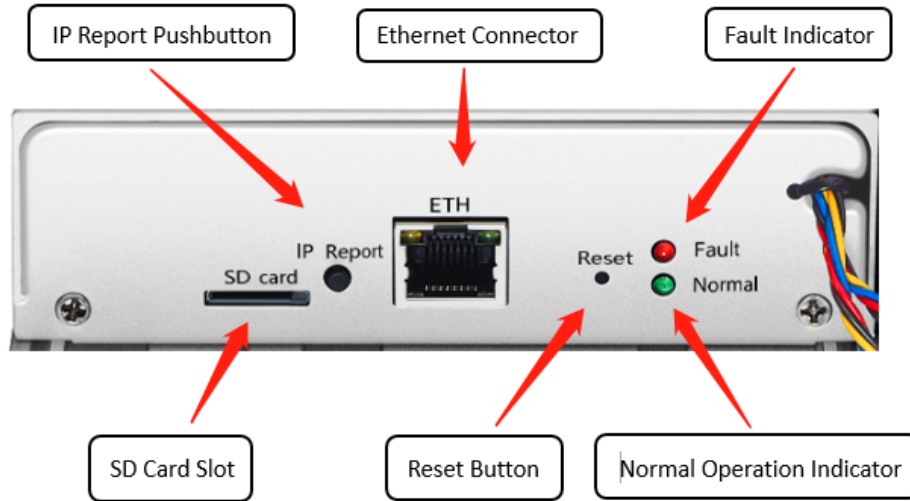 IP Report Pushbutton
Ethernet Connector
Fault Indicator
ETH
IP Report
SD card
Reset
Fault
Normal
SD Card Slot
Reset Button
Normal Operation Indicator